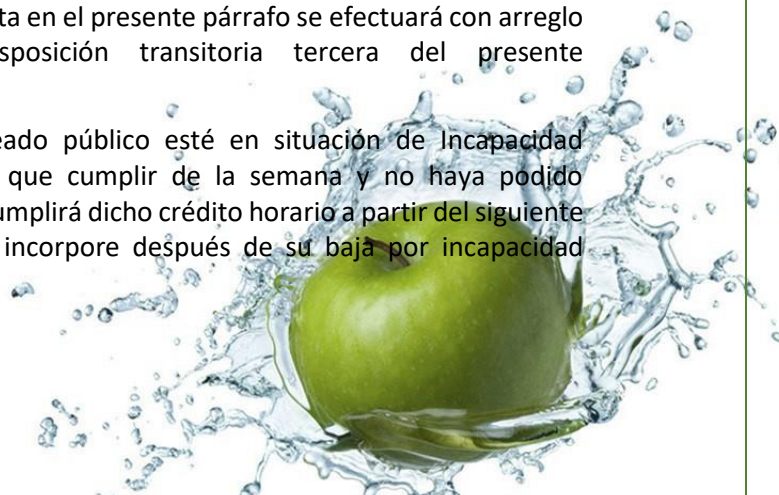 ta en el presente párrafo se efectuará con arreglo
sposición transitoria tercera del presente
eado público esté en situación de Incapacidad
que cumplir de la semana y no haya podido
umplirá dicho crédito horario a partir del siguiente
incorpore después de su baja por incapacidad